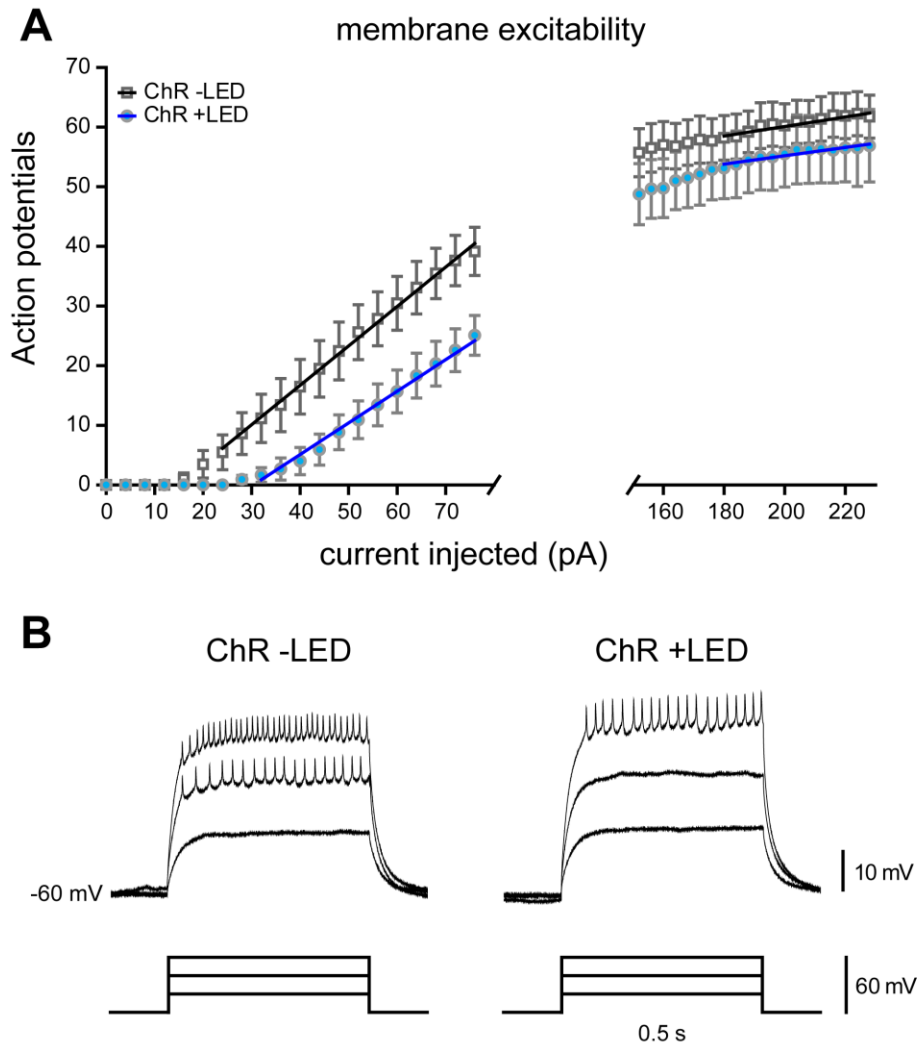 A
membrane excitability
70
60
50
40
30
20
10
0
ChR -LED
ChR +LED
Action potentials
0 10 20 30 40 50 60 70 160 180 200 220
current injected (pA)
B
ChR -LED ChR +LED
-60 mV
10 mV
60 mV
0.5 s